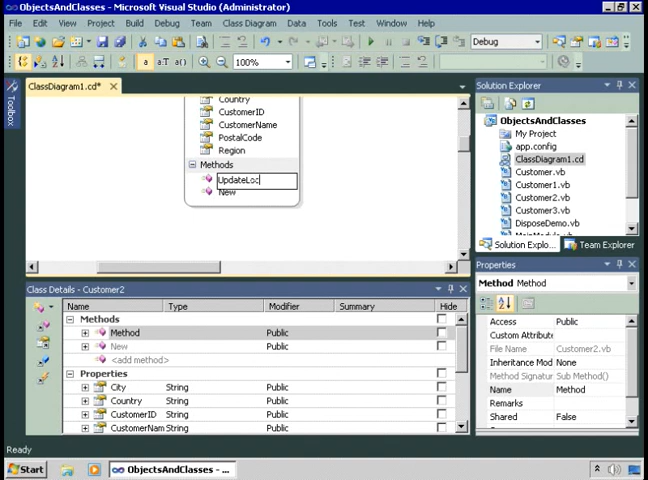 ObjectsAndClasses - Microsoft Visual Studio (Administrator)
File Edit View Project Build Debug Team Class Diagram Data Tools Test Window Help
Debug
a a:T a() 100%
Toolbox
ClassDiagram1.cd*
Country
CustomerID
CustomerName
PostalCode
Region
Methods
UpdateLoc
New
Solution Explorer
ObjectsAndClasses
My Project
app.config
ClassDiagram1.cd
Customer.vb
Customer1.vb
Customer2.vb
Customer3.vb
DisposeDemo.vb
Solution Explo... Team Explorer
Class Details - Customer2
Name Type Modifier Summary Hide
Methods
Method Public
New Public
<add method>
Properties
City String Public
Country String Public
CustomerID String Public
CustomerNam String Public
Properties
Method Method
Access Public
Custom Attribute
File Name Customer2.vb
Inheritance Mod None
Method Signatur Sub Method()
Name Method
Remarks
Shared False
Ready
Start ObjectsAndClasses - ...